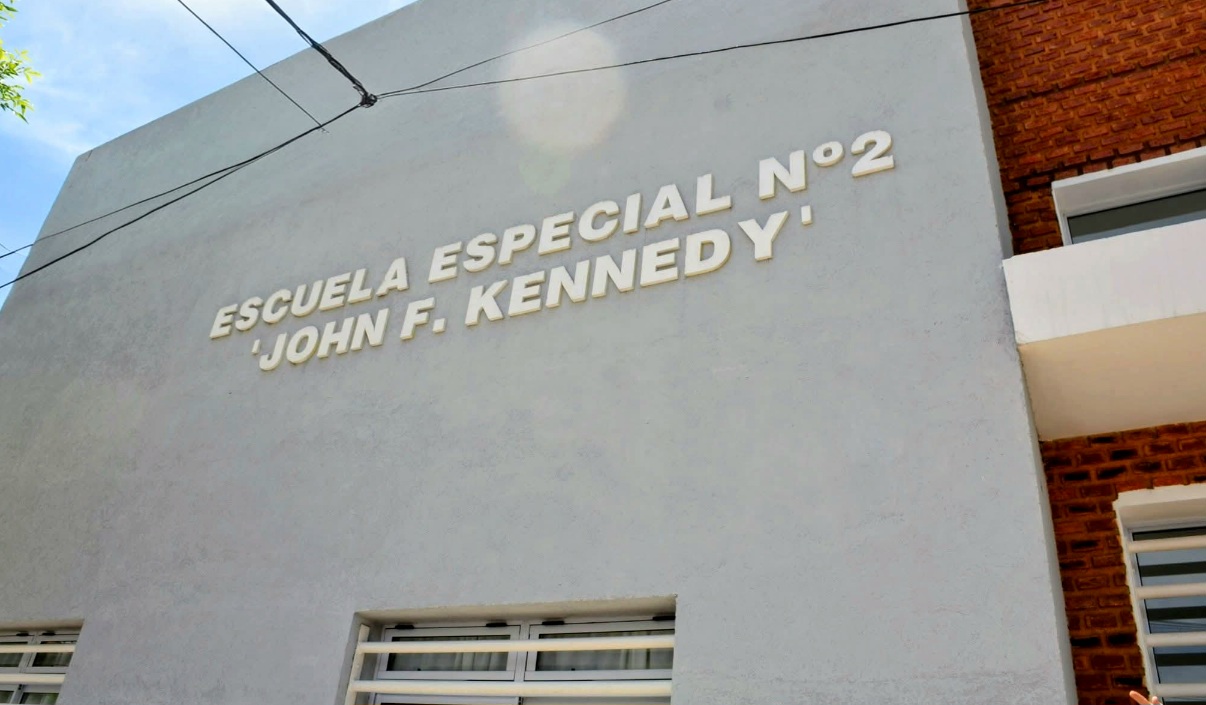 ESCUELA ESPECIAL Nº2
'JOHN F. KENNEDY'